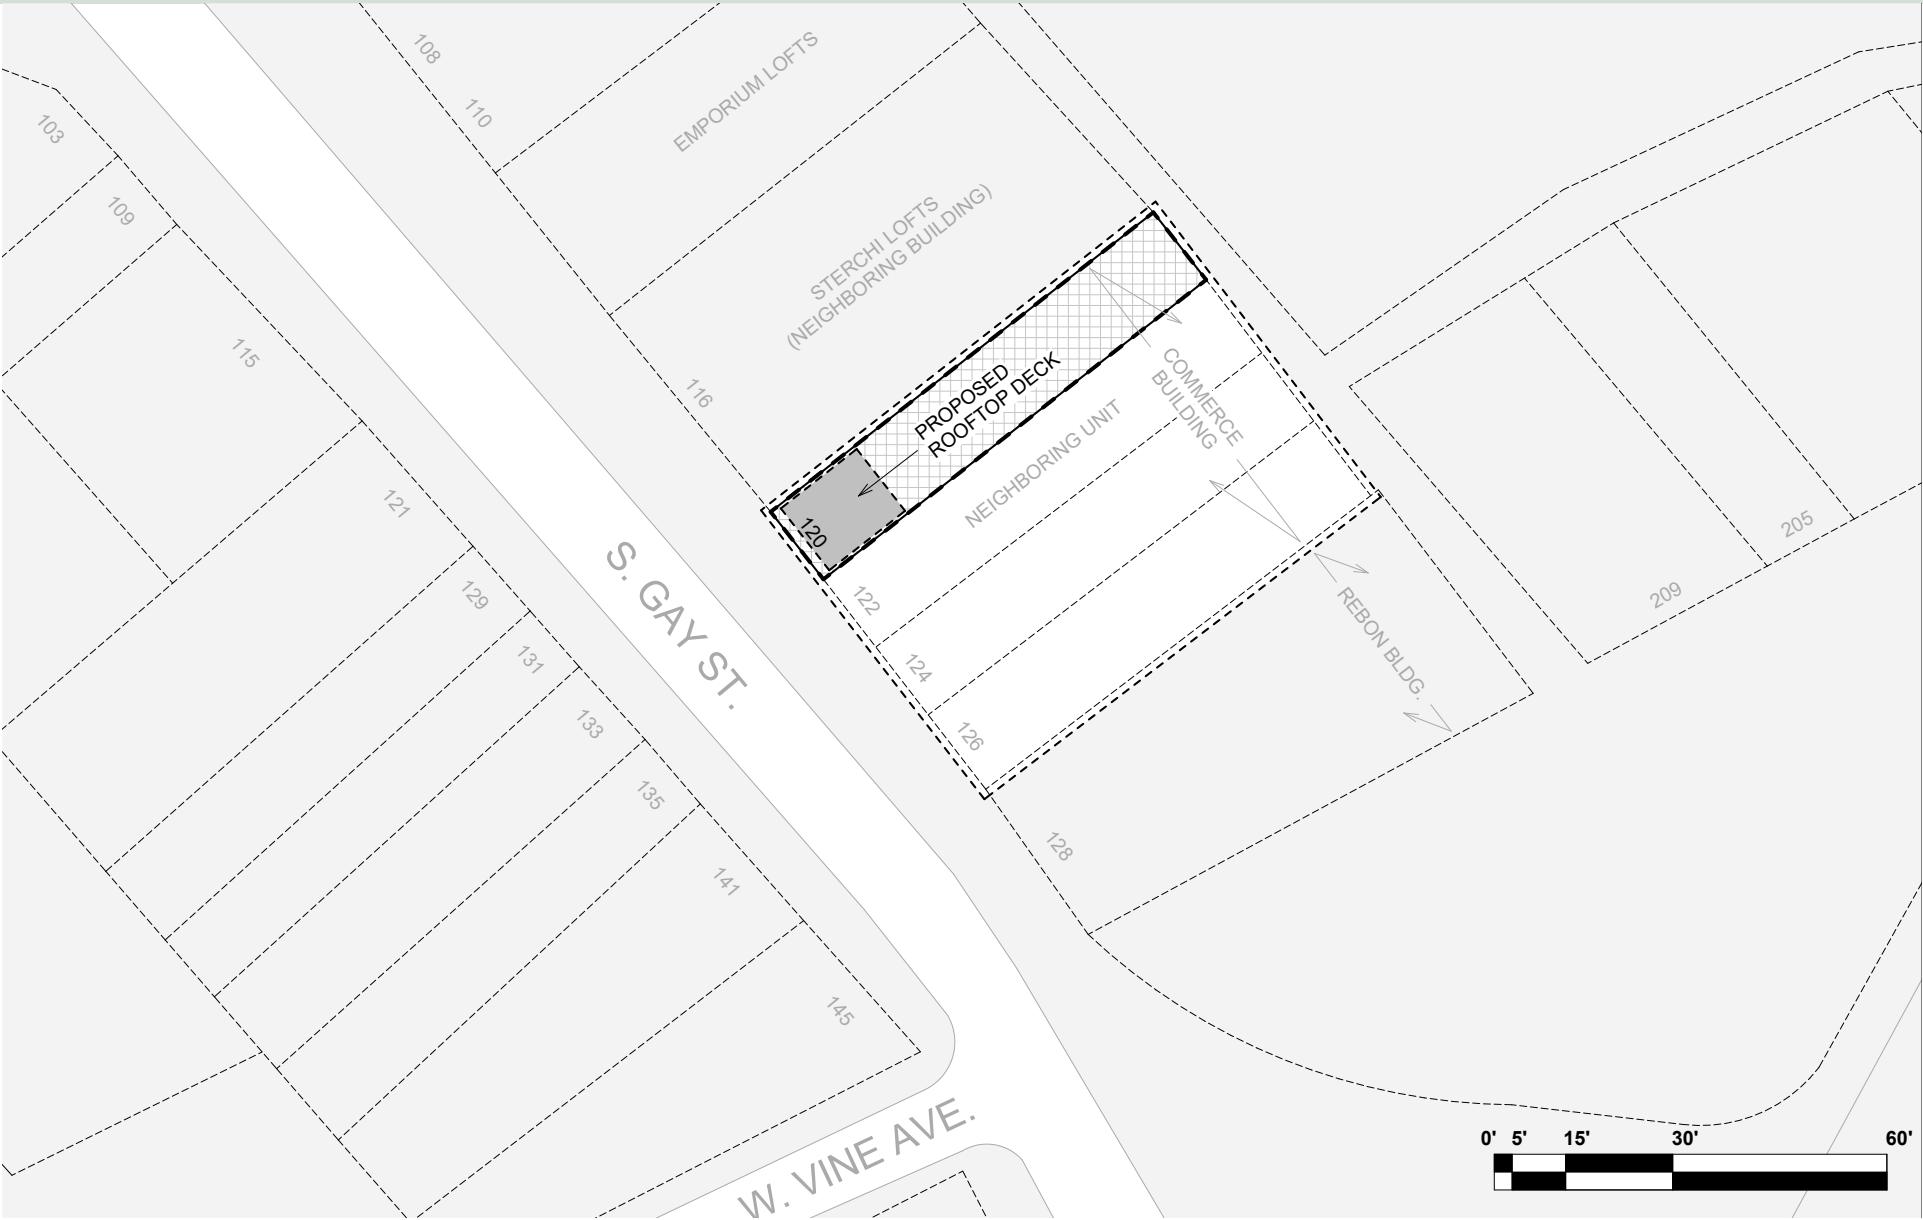 108
EMPORIUM LOFTS
110
103
109
STERCHI LOFTS
(NEIGHBORING BUILDING)
115
116
PROPOSED
ROOFTOP DECK
COMMERCE
BUILDING
NEIGHBORING UNIT
121
120
205
S. GAY ST.
129
122
209
REBON BLDG.
131
124
133
126
135
128
141
145
W. VINE AVE.
0' 5' 15' 30' 60'